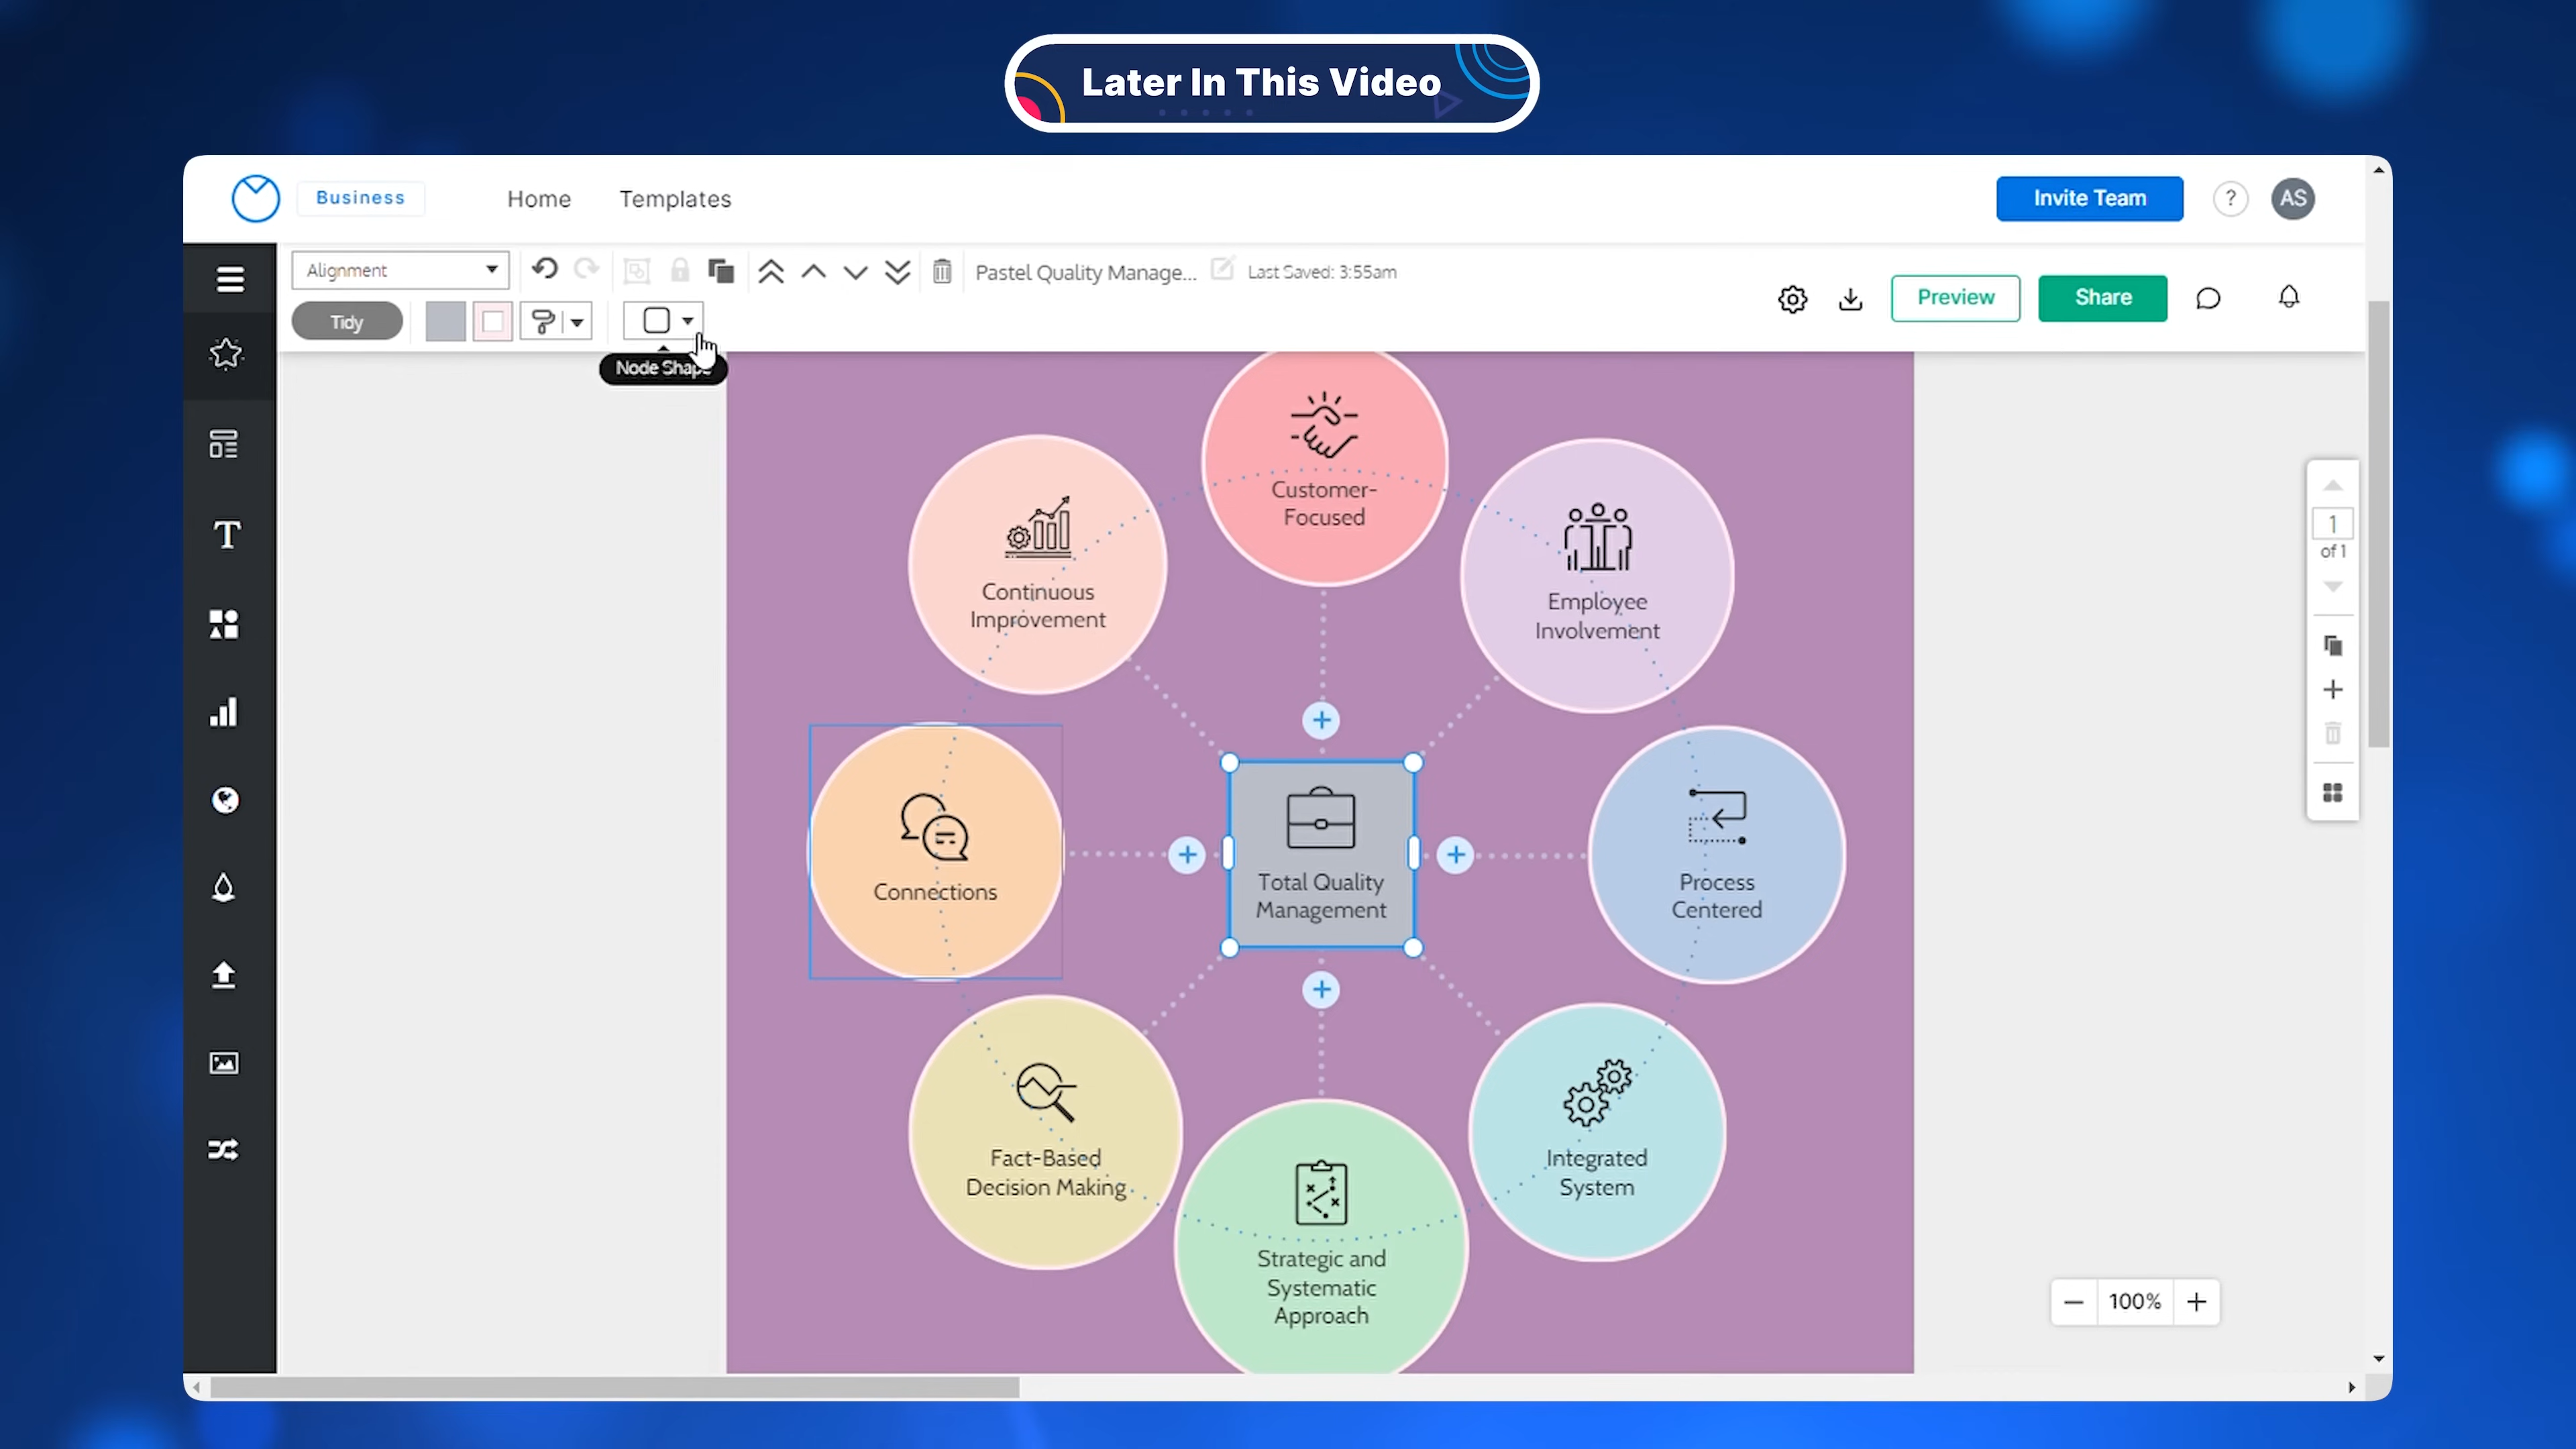 Later In This Video
Business
Home
Templates
Invite Team
?
AS
Alignment
Pastel Quality Manage...
Last Saved: 3:55am
Tidy
Preview
Share
Node Shape
T
Customer-
Focused
Continuous
Improvement
Employee
Involvement
1
of 1
Connections
Total Quality
Management
Process
Centered
Fact-Based
Decision Making
Integrated
System
Strategic and
Systematic
Approach
100%